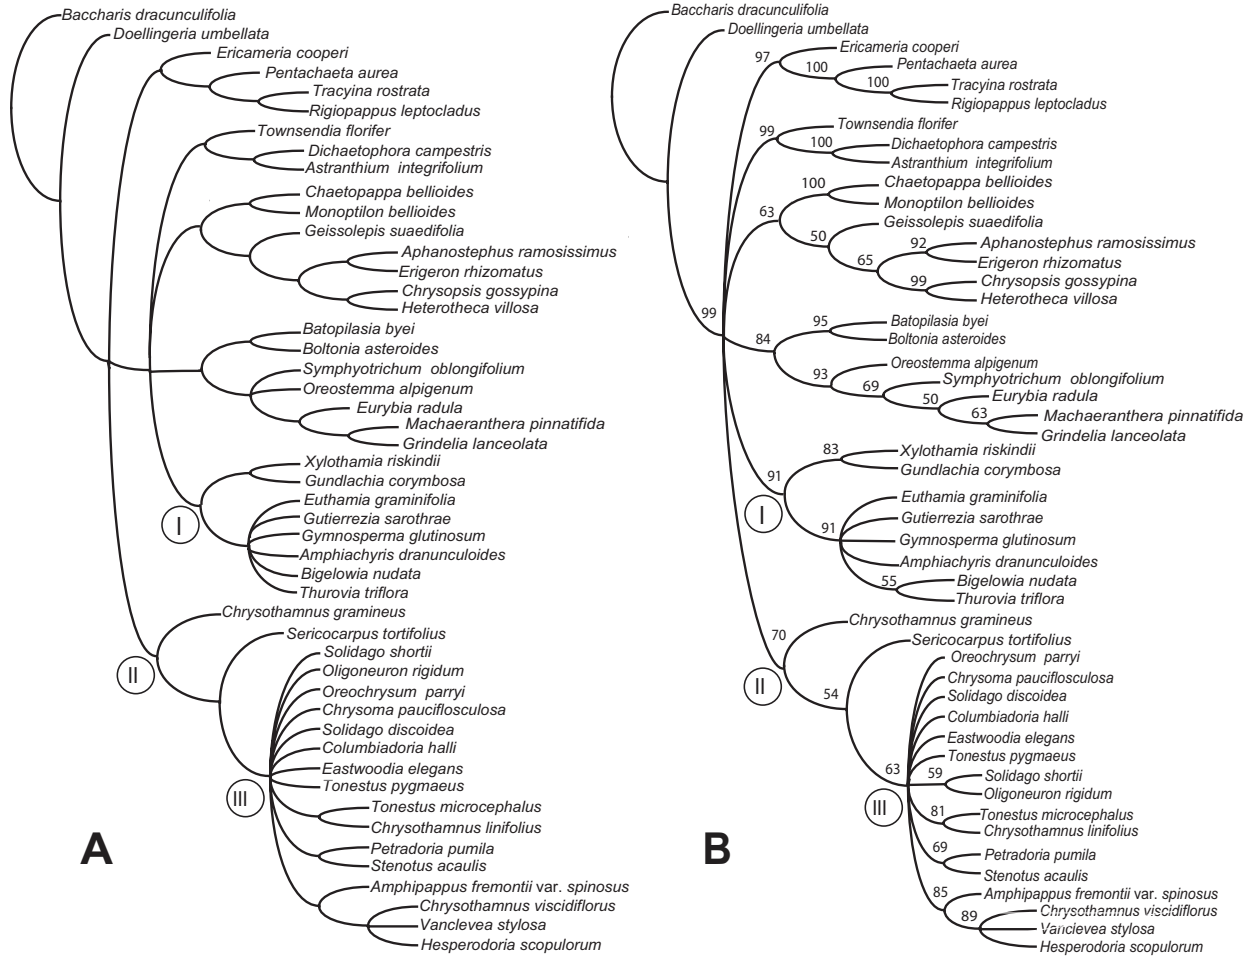 Baccharis dracunculifolia
Doellingeria umbellata
Ericameria cooperi
Pentachaeta aurea
Tracyina rostrata
Rigiopappus leptocladus
Townsendia florifer
Dichaetophora campestris
Astranthium integrifolium
Chaetopappa bellioides
Monoptilon bellioides
Geissolepis suaedifolia
Aphanostephus ramosissimus
Erigeron rhizomatus
Chrysopsis gossypina
Heterotheca villosa
Batopilasia byei
Boltonia asteroides
Symphyotrichum oblongifolium
Oreostemma alpigenum
Eurybia radula
Machaeranthera pinnatifida
Grindelia lanceolata
Xylothamia riskindii
Gundlachia corymbosa
Euthamia graminifolia
I
Gutierrezia sarothrae
Gymnosperma glutinosum
Amphiachyris dranunculoides
Bigelowia nudata
Thurovia triflora
Chrysothamnus gramineus
Sericocarpus tortifolius
Solidago shortii
II
Oligoneuron rigidum
Oreochrysum parryi
Chrysoma pauciflosculosa
Solidago discoidea
Columbiadoria halli
Eastwoodia elegans
Tonestus pygmaeus
III
Tonestus microcephalus
Chrysothamnus linifolius
A
Petradoria pumila
Stenotus acaulis
Amphipappus fremontii var. spinosus
Chrysothamnus viscidiflorus
Vanclevea stylosa
Hesperodoria scopulorum
Baccharis dracunculifolia
Doellingeria umbellata
Ericameria cooperi
97
100
Pentachaeta aurea
100
Tracyina rostrata
Rigiopappus leptocladus
Townsendia florifer
99
100
Dichaetophora campestris
Astranthium integrifolium
100
Chaetopappa bellioides
Monoptilon bellioides
63
Geissolepis suaedifolia
50
92
Aphanostephus ramosissimus
65
Erigeron rhizomatus
99
Chrysopsis gossypina
Heterotheca villosa
99
95
Batopilasia byei
84
Boltonia asteroides
93
Oreostemma alpigenum
69
Symphyotrichum oblongifolium
50
Eurybia radula
63
Machaeranthera pinnatifida
Grindelia lanceolata
83
Xylothamia riskindii
91
Gundlachia corymbosa
I
Euthamia graminifolia
91
Gutierrezia sarothrae
Gymnosperma glutinosum
Amphiachyris dranunculoides
55
Bigelowia nudata
Thurovia triflora
70
Chrysothamnus gramineus
Sericocarpus tortifolius
II
54
Oreochrysum parryi
Chrysoma pauciflosculosa
Solidago discoidea
Columbiadoria halli
Eastwoodia elegans
Tonestus pygmaeus
63
59
Solidago shortii
Oligoneuron rigidum
III
81
Tonestus microcephalus
Chrysothamnus linifolius
B
69
Petradoria pumila
Stenotus acaulis
85
Amphipappus fremontii var. spinosus
89
Chrysothamnus viscidiflorus
Vanclevea stylosa
Hesperodoria scopulorum